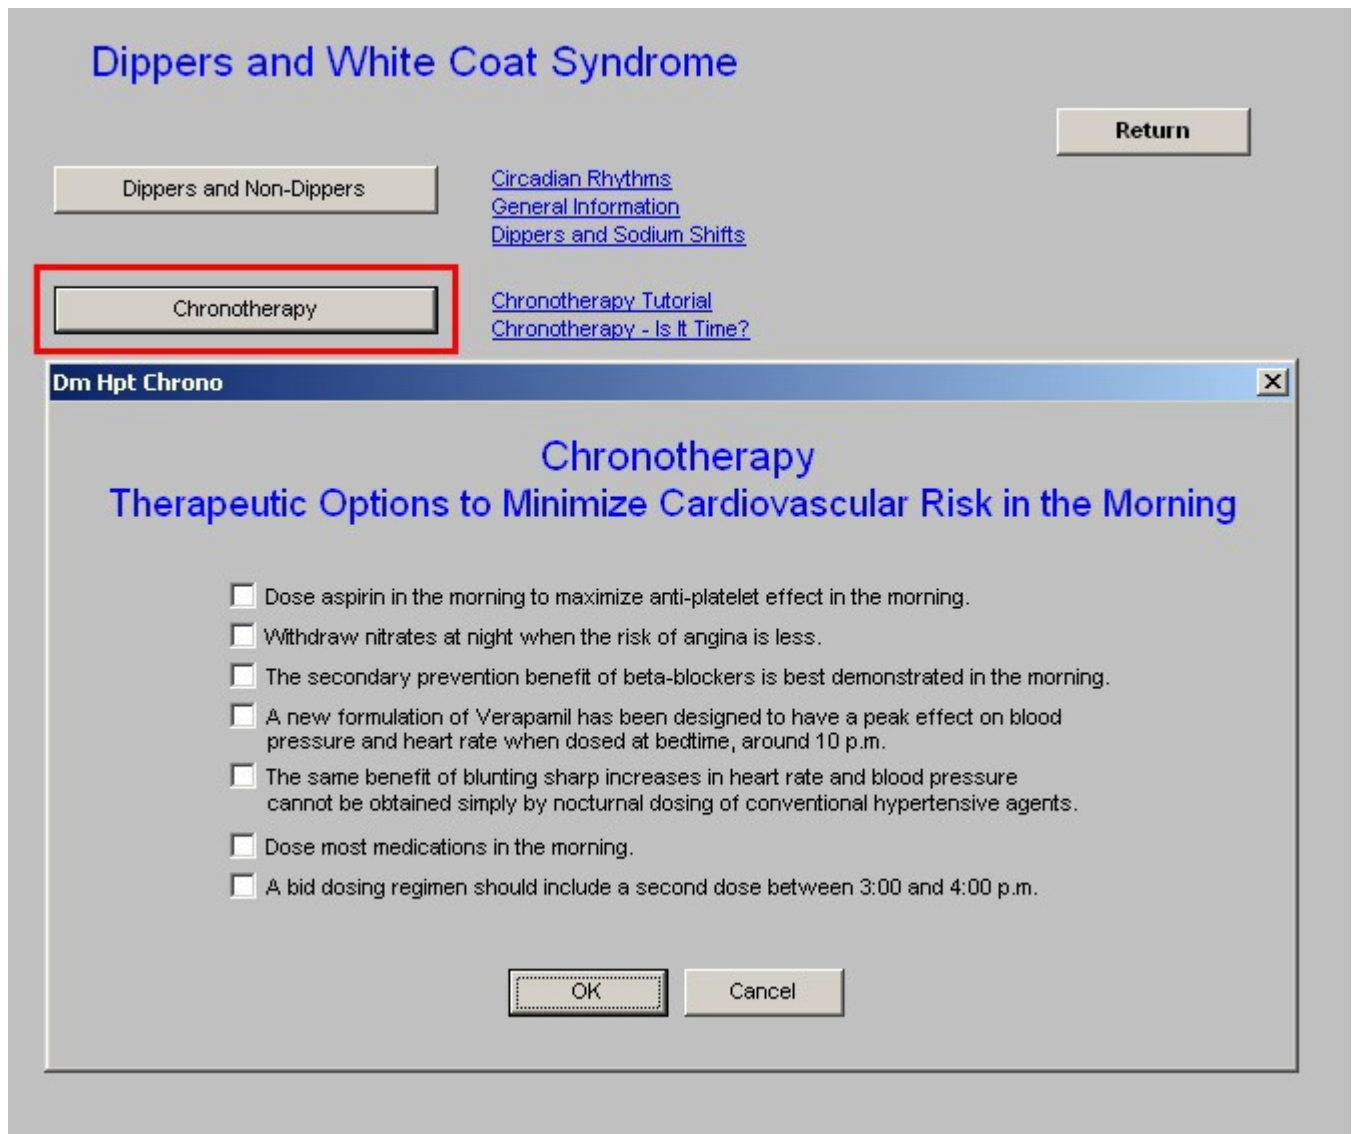 Dippers and White Coat Syndrome
Return
Dippers and Non-Dippers
Circadian Rhythms
General Information
Dippers and Sodium Shifts
Chronotherapy
Chronotherapy Tutorial
Chronotherapy - Is It Time?
Dm Hpt Chrono
Chronotherapy
Therapeutic Options to Minimize Cardiovascular Risk in the Morning
Dose aspirin in the morning to maximize anti-platelet effect in the morning.
Withdraw nitrates at night when the risk of angina is less.
The secondary prevention benefit of beta-blockers is best demonstrated in the morning.
A new formulation of Verapamil has been designed to have a peak effect on blood
pressure and heart rate when dosed at bedtime, around 10 p.m.
The same benefit of blunting sharp increases in heart rate and blood pressure
cannot be obtained simply by nocturnal dosing of conventional hypertensive agents.
Dose most medications in the morning.
A bid dosing regimen should include a second dose between 3:00 and 4:00 p.m.
OK
Cancel